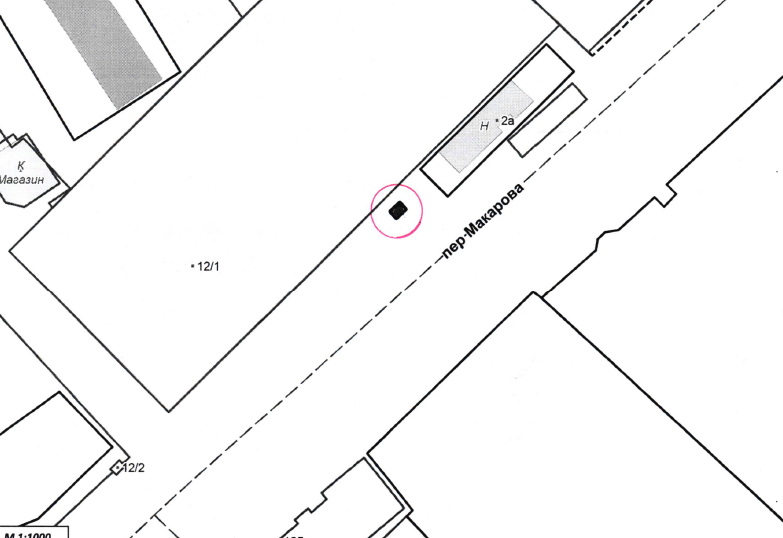 Н 2а
К
Магазин
пер. Макарова
12/1
12/2
М 1:1000